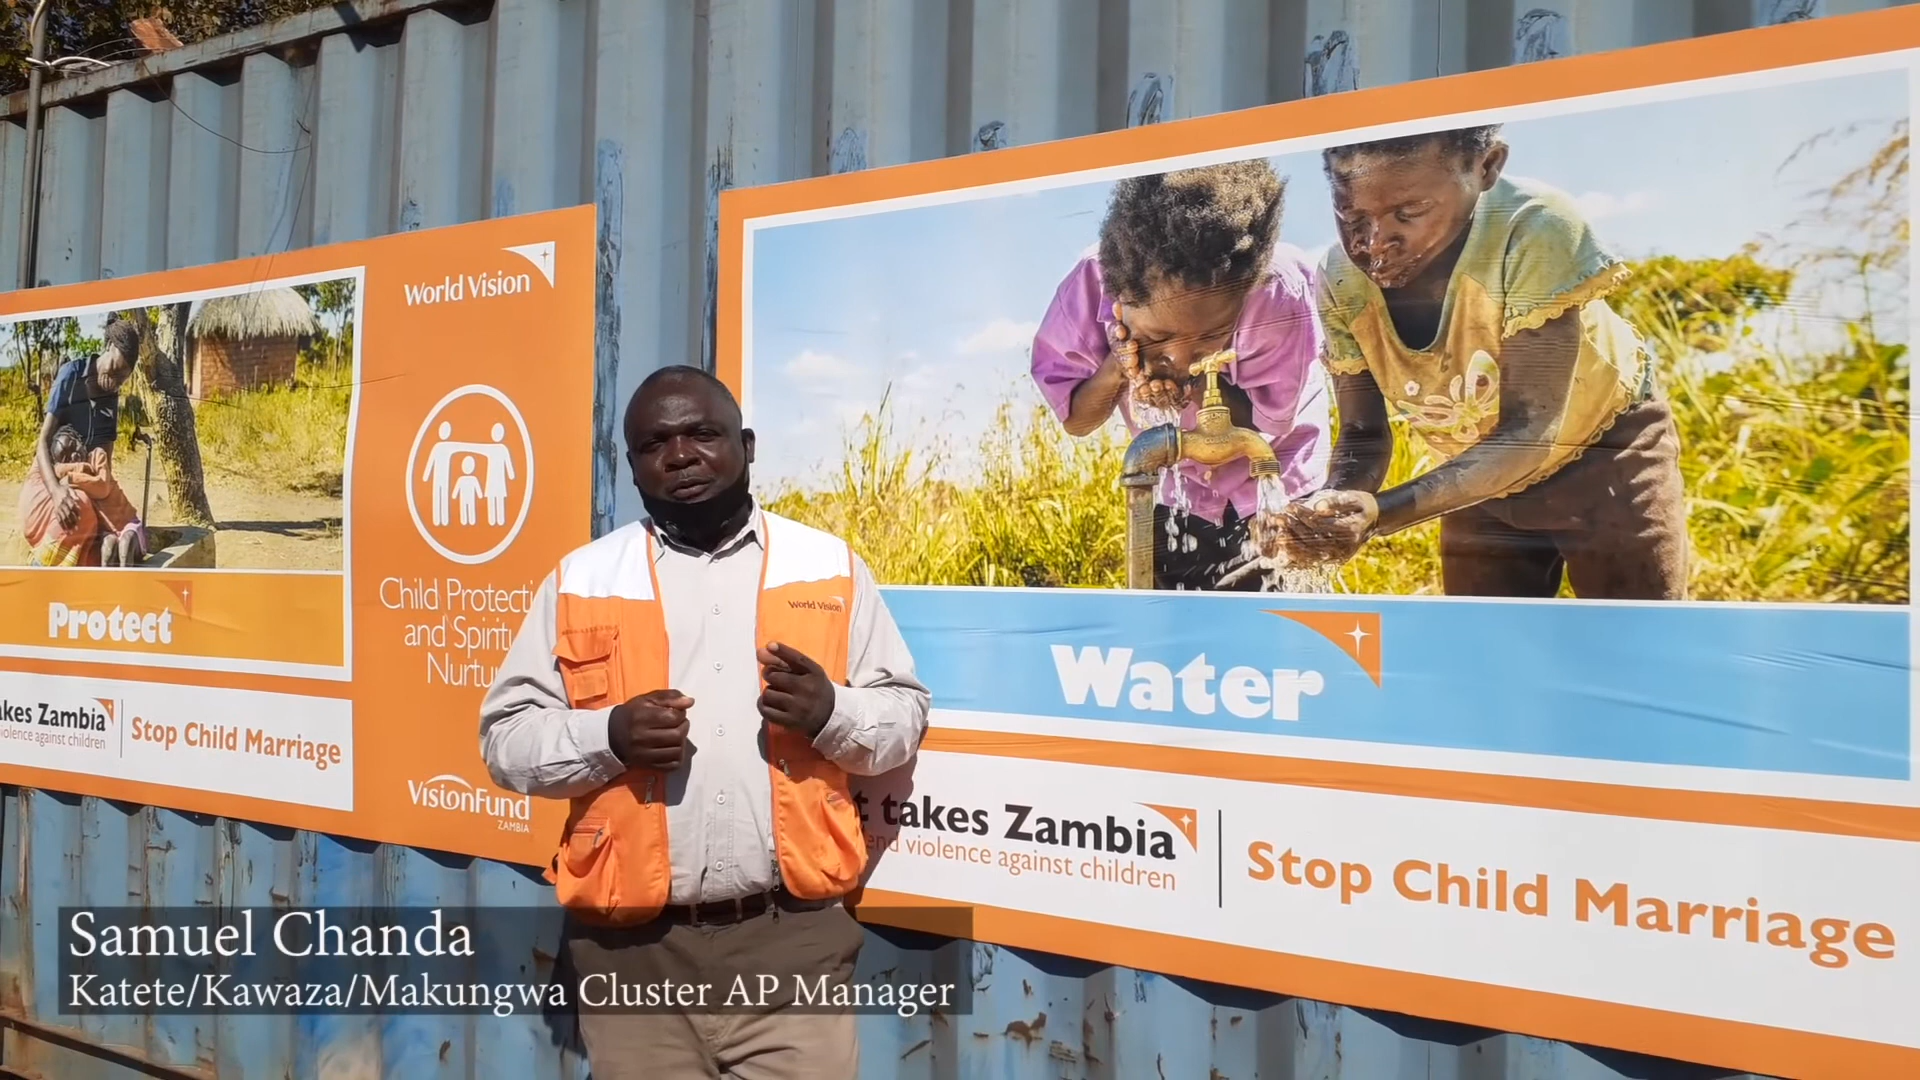 World Vision
Protect
Child Protecti
and Spiritu
Nurtu
akes Zambia
violence against children
Stop Child Marriage
VisionFund
ZAMBIA
World Vision
Water
t takes Zambia
end violence against children
Stop Child Marriage
Samuel Chanda
Katete/Kawaza/Makungwa Cluster AP Manager